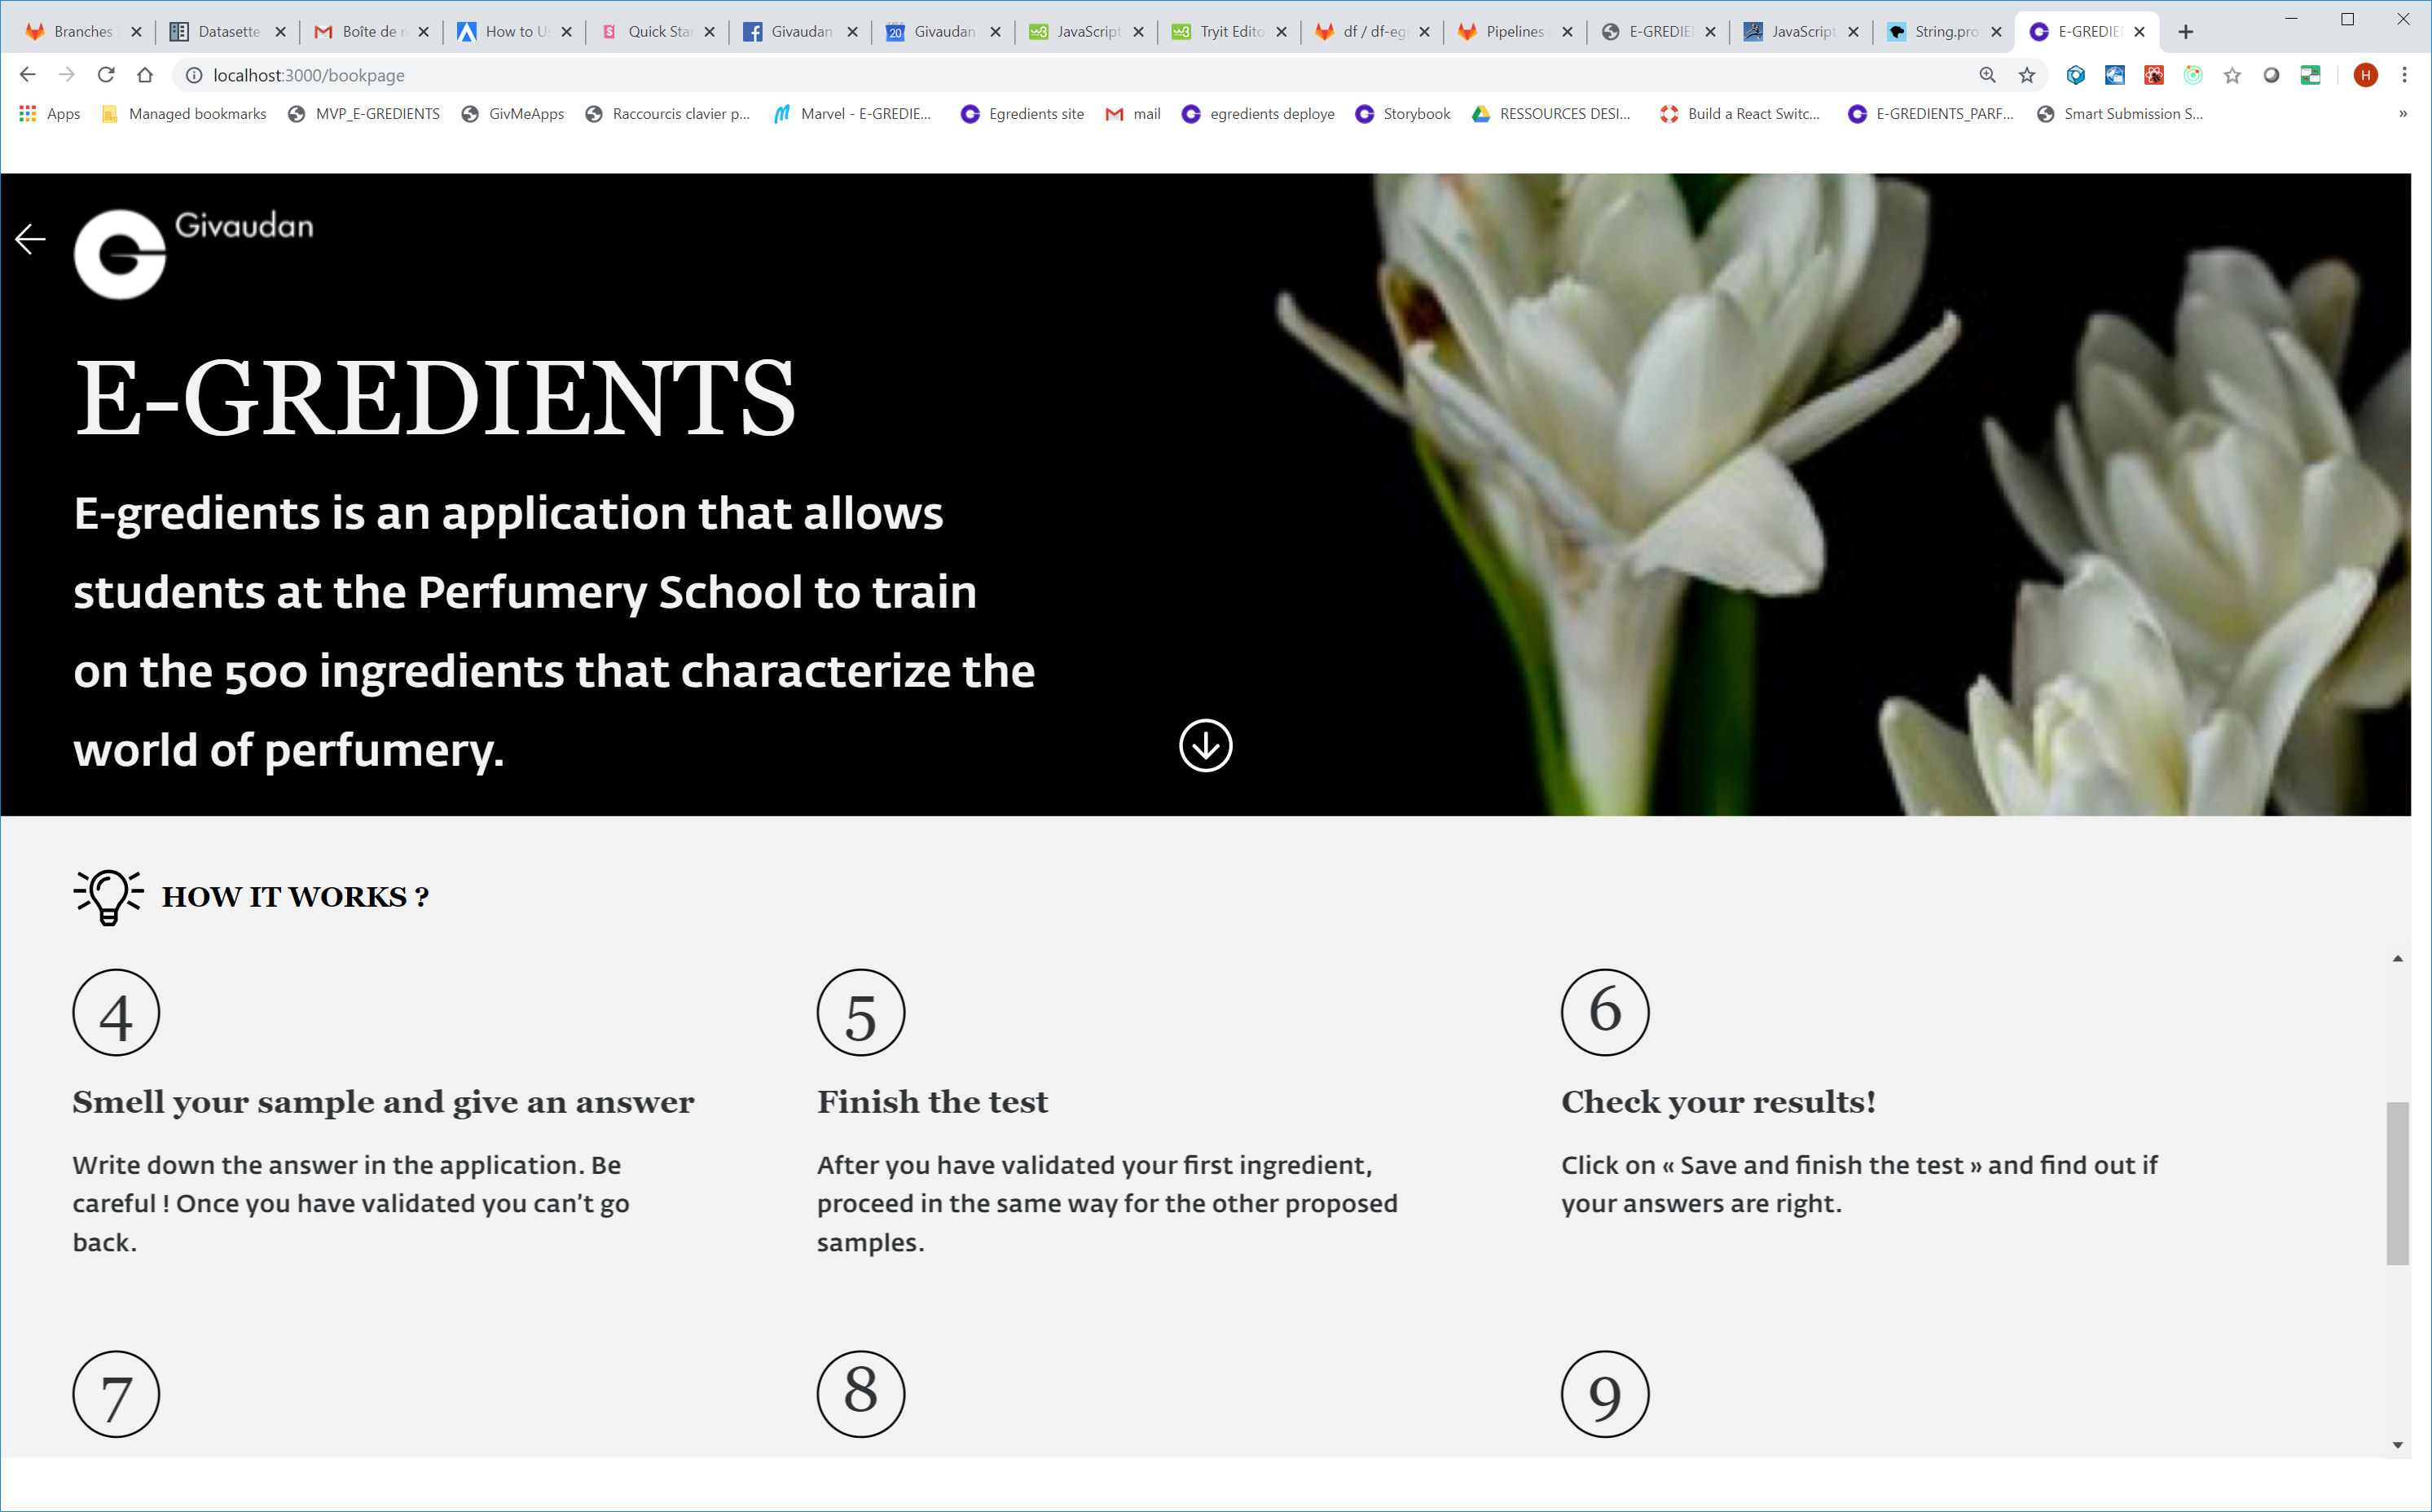 Branches
Datasette
Boîte de r
How to U
Quick Sta
Givaudan
20
Givaudan
JavaScript
Tryit Edito
df / df-eg
Pipelines
E-GREDIE
JavaScript
String.pro
E-GREDIE
localhost:3000/bookpage
H
Apps
Managed bookmarks
MVP_E-GREDIENTS
GivMeApps
Raccourcis clavier p...
Marvel - E-GREDIE...
Egredients site
mail
egredients deploye
Storybook
RESSOURCES DESI...
Build a React Switc...
E-GREDIENTS_PARF...
Smart Submission S...
»
Givaudan
E-GREDIENTS
E-gredients is an application that allows
students at the Perfumery School to train
on the 500 ingredients that characterize the
world of perfumery.
HOW IT WORKS ?
4
Smell your sample and give an answer
Write down the answer in the application. Be
careful ! Once you have validated you can't go
back.
5
Finish the test
After you have validated your first ingredient,
proceed in the same way for the other proposed
samples.
6
Check your results!
Click on « Save and finish the test » and find out if
your answers are right.
7
8
9